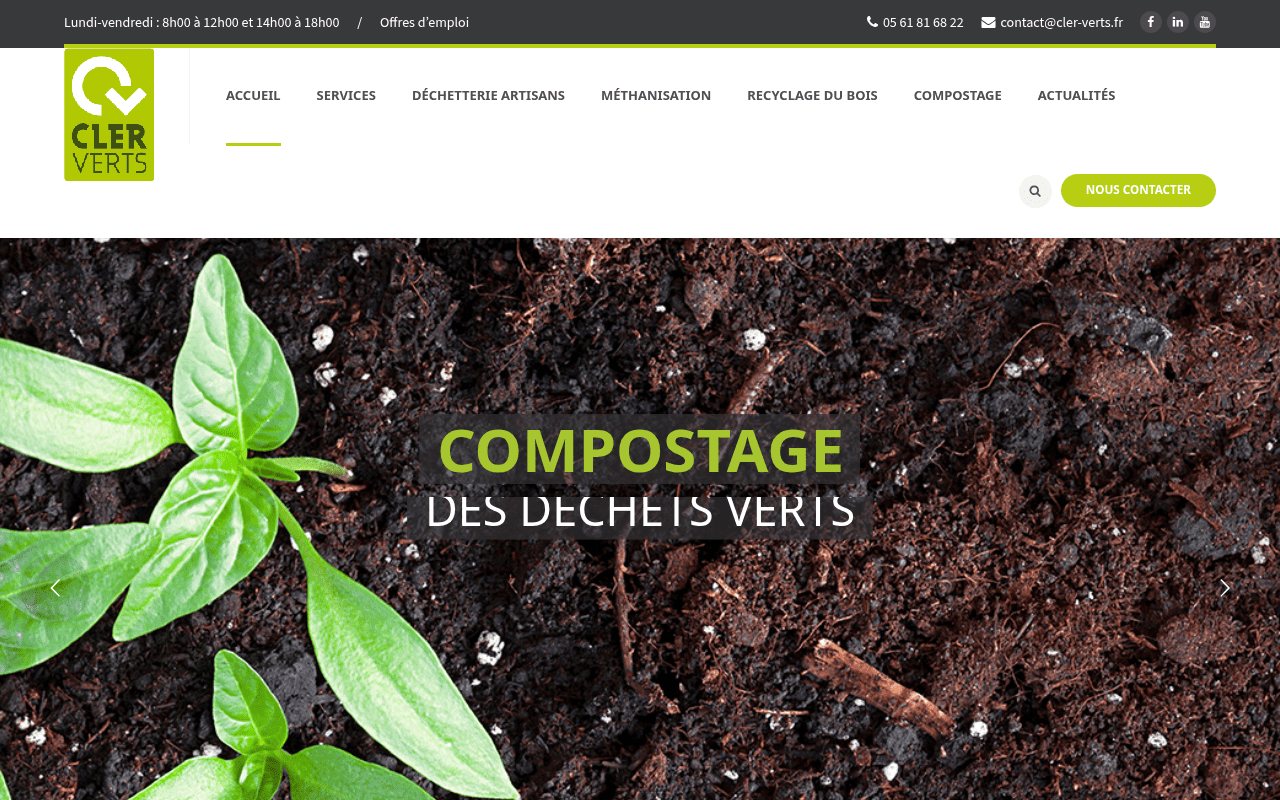 Lundi-vendredi : 8h00 à 12h00 et 14h00 à 18h00 / Offres d'emploi
05 61 81 68 22 contact@cler-verts.fr
CLER
VERTS
ACCUEIL SERVICES DÉCHETTERIE ARTISANS MÉTHANISATION RECYCLAGE DU BOIS COMPOSTAGE ACTUALITÉS
NOUS CONTACTER
COMPOSTAGE
DES DÉCHETS VERTS